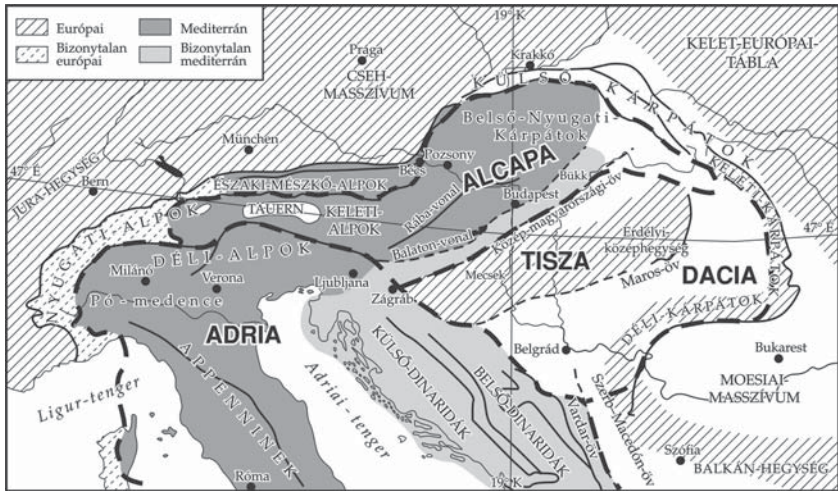 Európai
Mediterrán
Bizonytalan
európai
Bizonytalan
mediterrán
19° K
Prága
CSEH-
MASSZÍVUM
Krakkó
KELET-EURÓPAI-
TÁBLA
KÜLSŐ-KÁRPÁTOK
Belső-Nyugati-
Kárpátok
München
Bécs
Pozsony
ALCAPA
47° É
JURA-HEGYSÉG
Bern
ÉSZAKI-MÉSZKŐ-ALPOK
Bükk
Budapest
Rába-vonal
KELETI-KÁRPÁTOK
47° É
NYUGATI-ALPOK
TAUERN
KELETI-
ALPOK
Balaton-vonal
Közép-magyarországi-öv
Erdélyi-
középhegység
DÉLI-ALPOK
Milánó
Verona
Ljubljana
Zágráb
Mecsek
TISZA
Maros-öv
DACIA
Pó-medence
ADRIA
DÉLI-KÁRPÁTOK
Belgrád
Bukarest
KÜLSŐ-DINARIDÁK
BELSŐ-DINARIDÁK
MOESIAI-
MASSZÍVUM
Ligur-tenger
APPENNINEK
Adriai-tenger
Vardar-öv
Szerb-Macedón-öv
Szófia
BALKÁN-HEGYSÉG
Róma
19° K